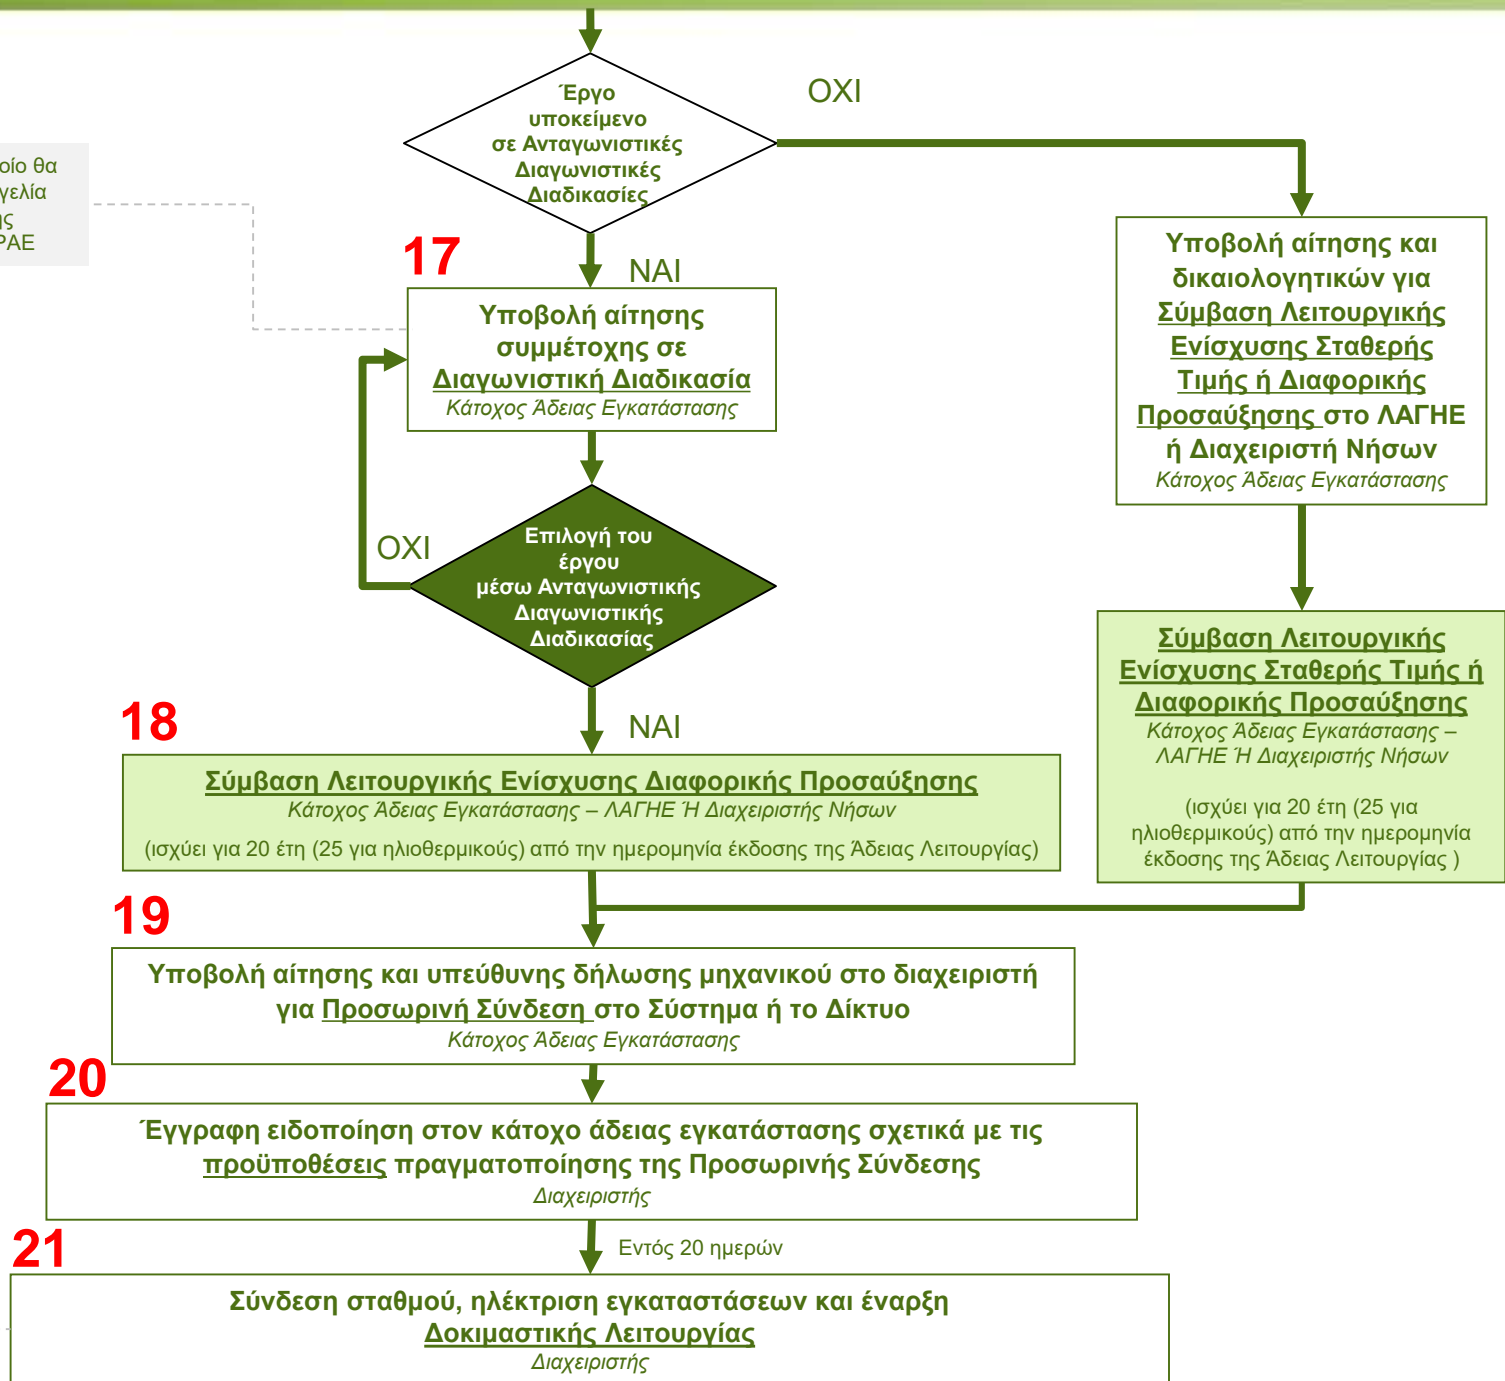 Έργο
υποκείμενο
σε Ανταγωνιστικές
Διαγωνιστικές
Διαδικασίες
ΟΧΙ
οίο θα
γελία
ης
ΡΑΕ
17
ΝΑΙ
Υποβολή αίτησης
συμμέτοχης σε
Διαγωνιστική Διαδικασία
Κάτοχος Άδειας Εγκατάστασης
Υποβολή αίτησης και
δικαιολογητικών για
Σύμβαση Λειτουργικής
Ενίσχυσης Σταθερής
Τιμής ή Διαφορικής
Προσαύξησης στο ΛΑΓΗΕ
ή Διαχειριστή Νήσων
Κάτοχος Άδειας Εγκατάστασης
ΟΧΙ
Επιλογή του
έργου
μέσω Ανταγωνιστικής
Διαγωνιστικής
Διαδικασίας
Σύμβαση Λειτουργικής
Ενίσχυσης Σταθερής Τιμής ή
Διαφορικής Προσαύξησης
Κάτοχος Άδειας Εγκατάστασης –
ΛΑΓΗΕ Ή Διαχειριστής Νήσων
(ισχύει για 20 έτη (25 για
ηλιοθερμικούς) από την ημερομηνία
έκδοσης της Άδειας Λειτουργίας )
18
ΝΑΙ
Σύμβαση Λειτουργικής Ενίσχυσης Διαφορικής Προσαύξησης
Κάτοχος Άδειας Εγκατάστασης – ΛΑΓΗΕ Ή Διαχειριστής Νήσων
(ισχύει για 20 έτη (25 για ηλιοθερμικούς) από την ημερομηνία έκδοσης της Άδειας Λειτουργίας)
19
Υποβολή αίτησης και υπεύθυνης δήλωσης μηχανικού στο διαχειριστή
για Προσωρινή Σύνδεση στο Σύστημα ή το Δίκτυο
Κάτοχος Άδειας Εγκατάστασης
20
Έγγραφη ειδοποίηση στον κάτοχο άδειας εγκατάστασης σχετικά με τις
προϋποθέσεις πραγματοποίησης της Προσωρινής Σύνδεσης
Διαχειριστής
21
Εντός 20 ημερών
Σύνδεση σταθμού, ηλέκτριση εγκαταστάσεων και έναρξη
Δοκιμαστικής Λειτουργίας
Διαχειριστής